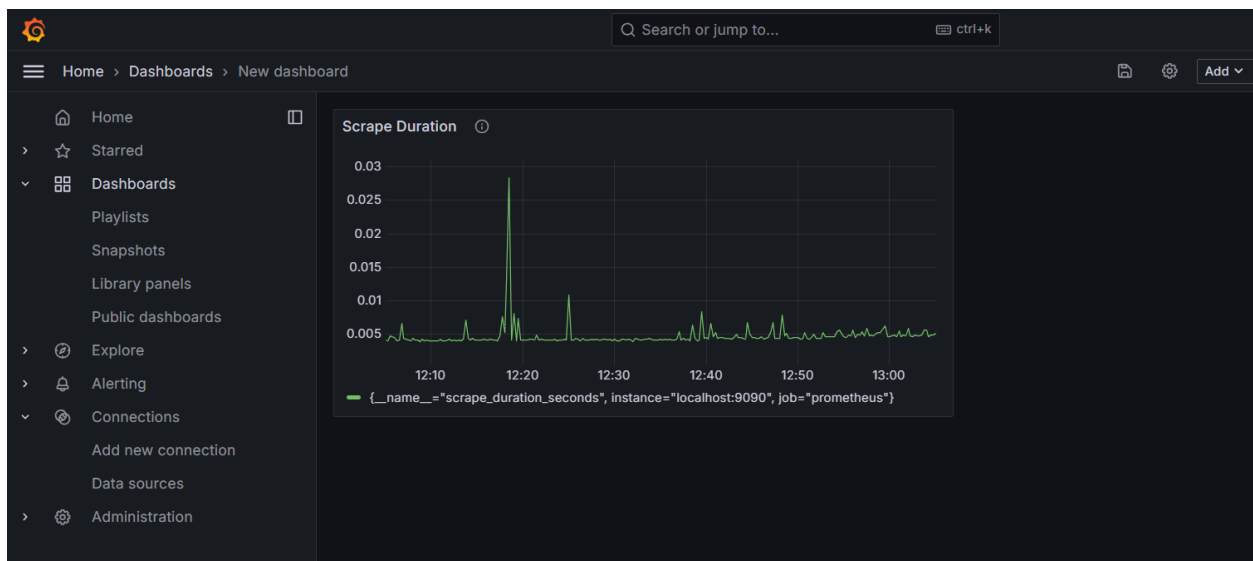 Search or jump to...
ctrl+k
Home › Dashboards › New dashboard
Add
Home
Starred
Dashboards
Playlists
Snapshots
Library panels
Public dashboards
Explore
Alerting
Connections
Add new connection
Data sources
Administration
Scrape Duration
0.03
0.025
0.02
0.015
0.01
0.005
12:10 12:20 12:30 12:40 12:50 13:00
{__name__="scrape_duration_seconds", instance="localhost:9090", job="prometheus"}